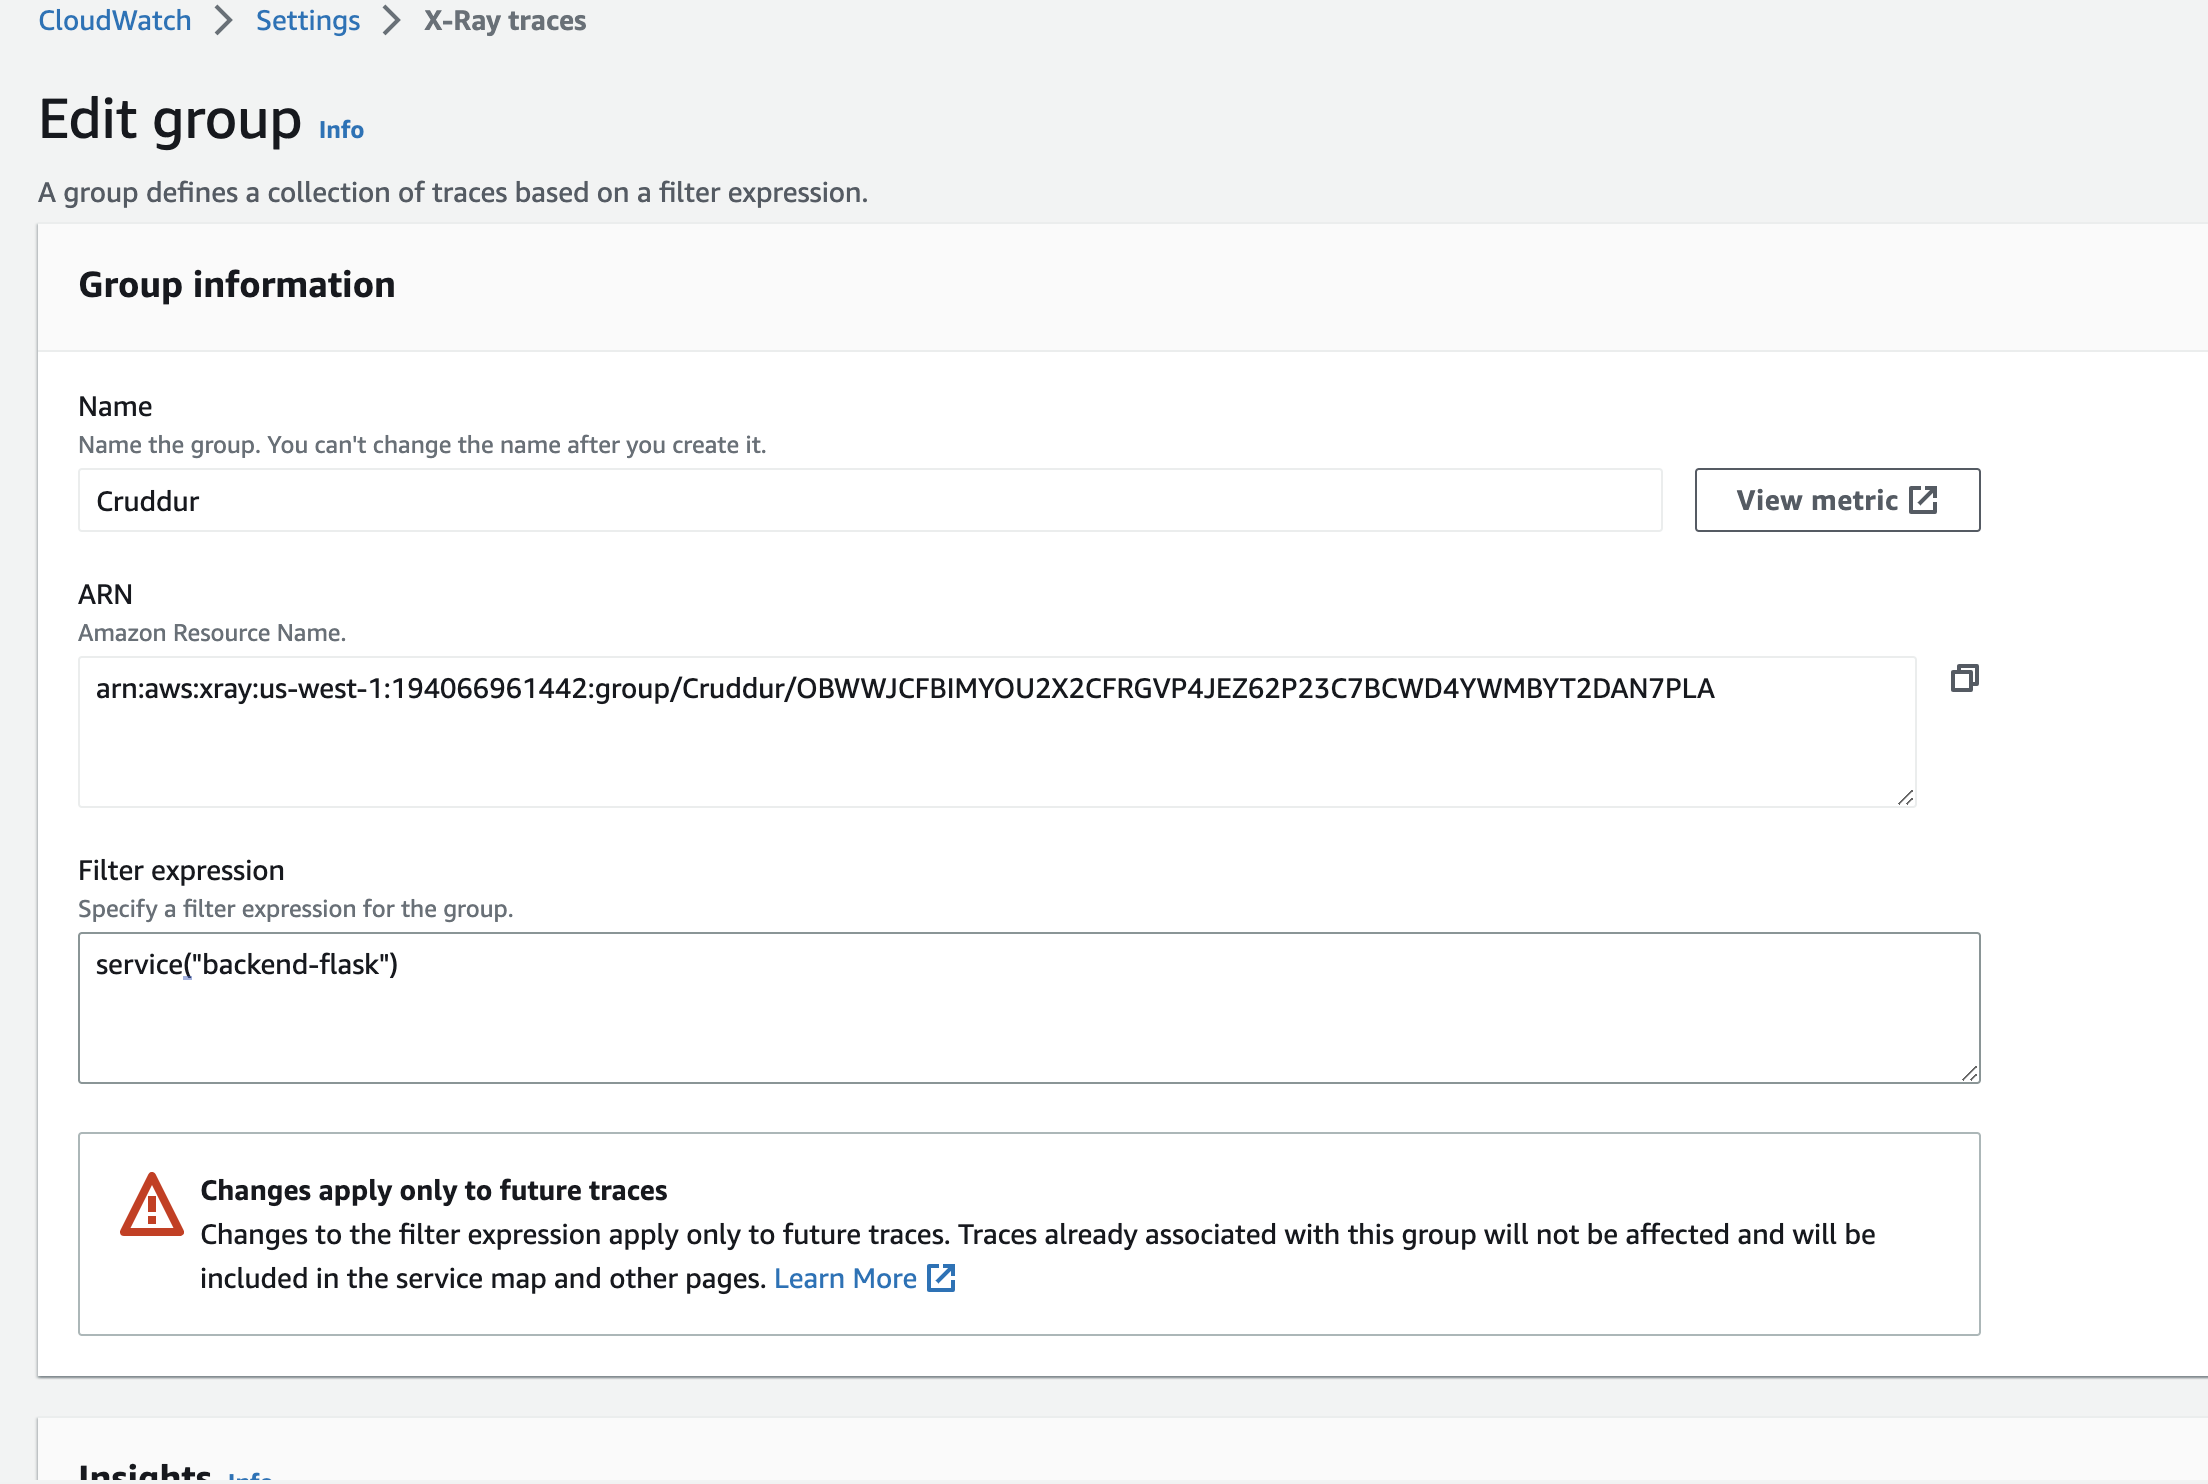 CloudWatch > Settings > X-Ray traces
Edit group Info
A group defines a collection of traces based on a filter expression.
Group information
Name
Name the group. You can't change the name after you create it.
Cruddur
View metric
ARN
Amazon Resource Name.
arn:aws:xray:us-west-1:194066961442:group/Cruddur/OBWWJCFBIMYOU2X2CFRGVP4JEZ62P23C7BCWD4YWMBYT2DAN7PLA
Filter expression
Specify a filter expression for the group.
service("backend-flask")
Changes apply only to future traces
Changes to the filter expression apply only to future traces. Traces already associated with this group will not be affected and will be
included in the service map and other pages. Learn More
Insights Info